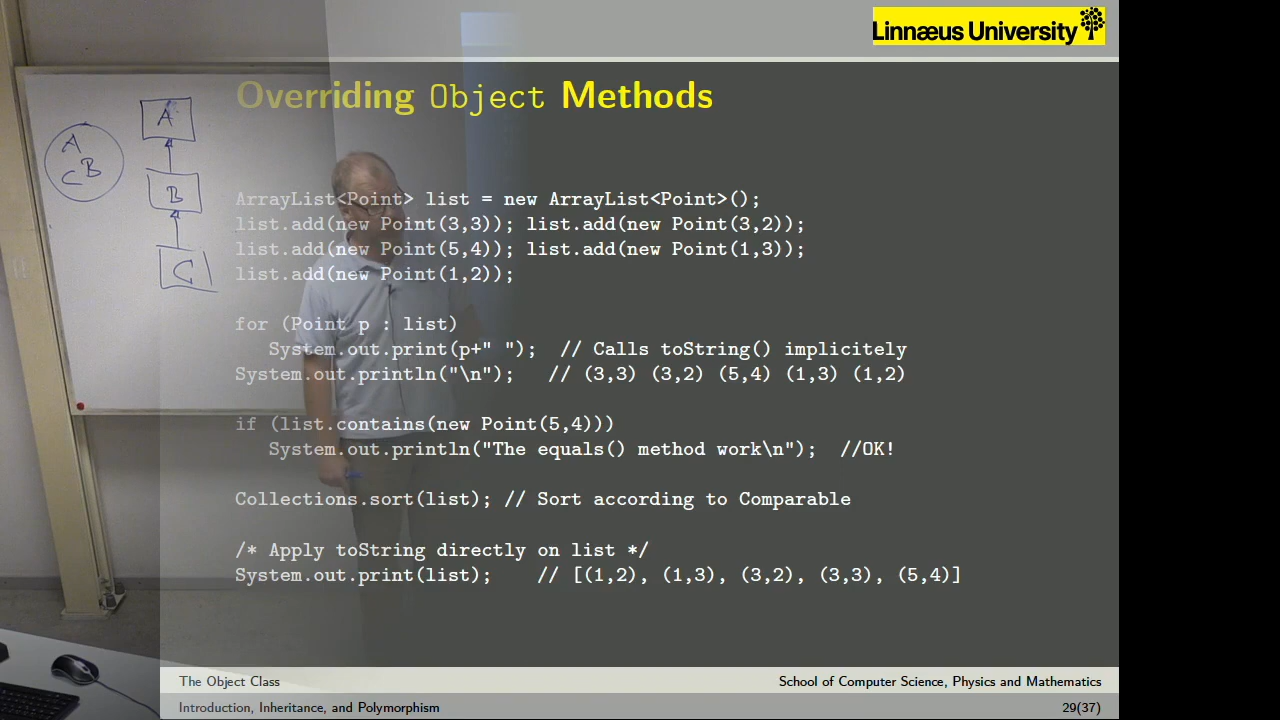 Linnæus University
Overriding Object Methods
A
B
C
A
B
C
ArrayList<Point> list = new ArrayList<Point>();
list.add(new Point(3,3)); list.add(new Point(3,2));
list.add(new Point(5,4)); list.add(new Point(1,3));
list.add(new Point(1,2));
for (Point p : list)
System.out.print(p+" "); // Calls toString() implicitely
System.out.println("\n"); // (3,3) (3,2) (5,4) (1,3) (1,2)
if (list.contains(new Point(5,4)))
System.out.println("The equals() method work\n"); //OK!
Collections.sort(list); // Sort according to Comparable
/* Apply toString directly on list */
System.out.print(list); // [(1,2), (1,3), (3,2), (3,3), (5,4)]
The Object Class
School of Computer Science, Physics and Mathematics
Introduction, Inheritance, and Polymorphism
29(37)